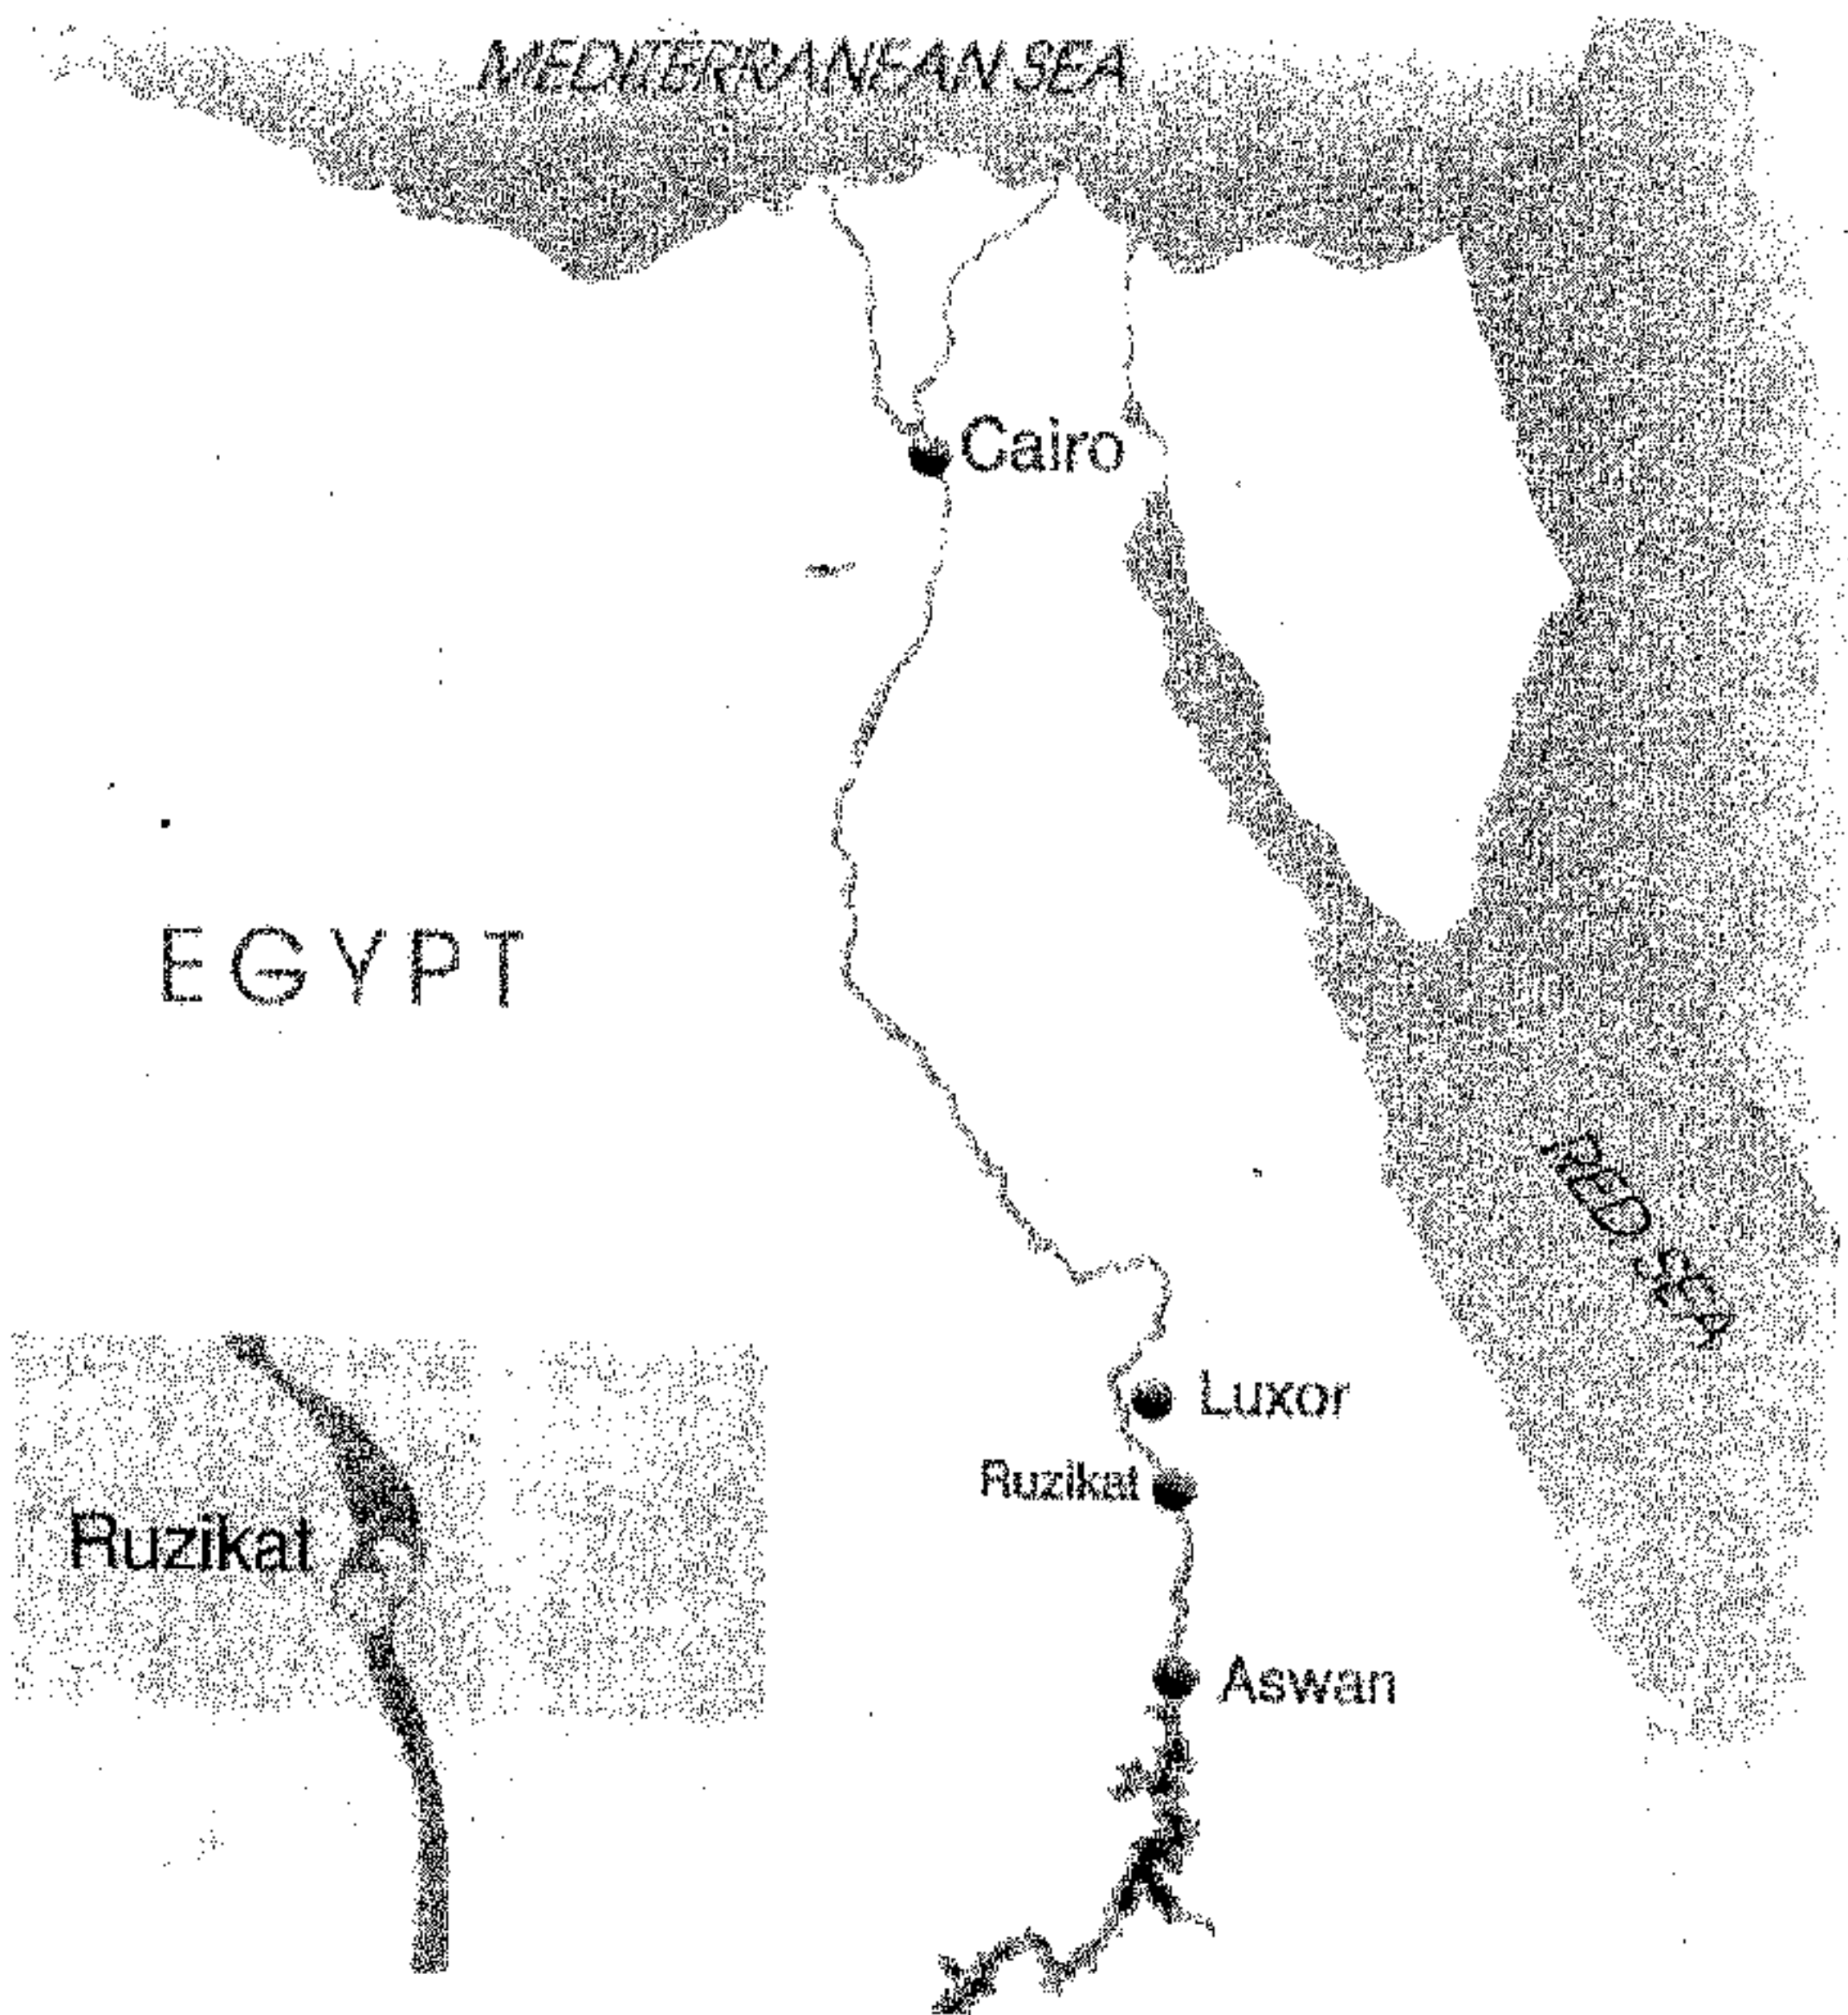 MEDITERRANEAN SEA
Cairo
EGYPT
RED SEA
Luxor
Ruzikat
Ruzikat
Aswan